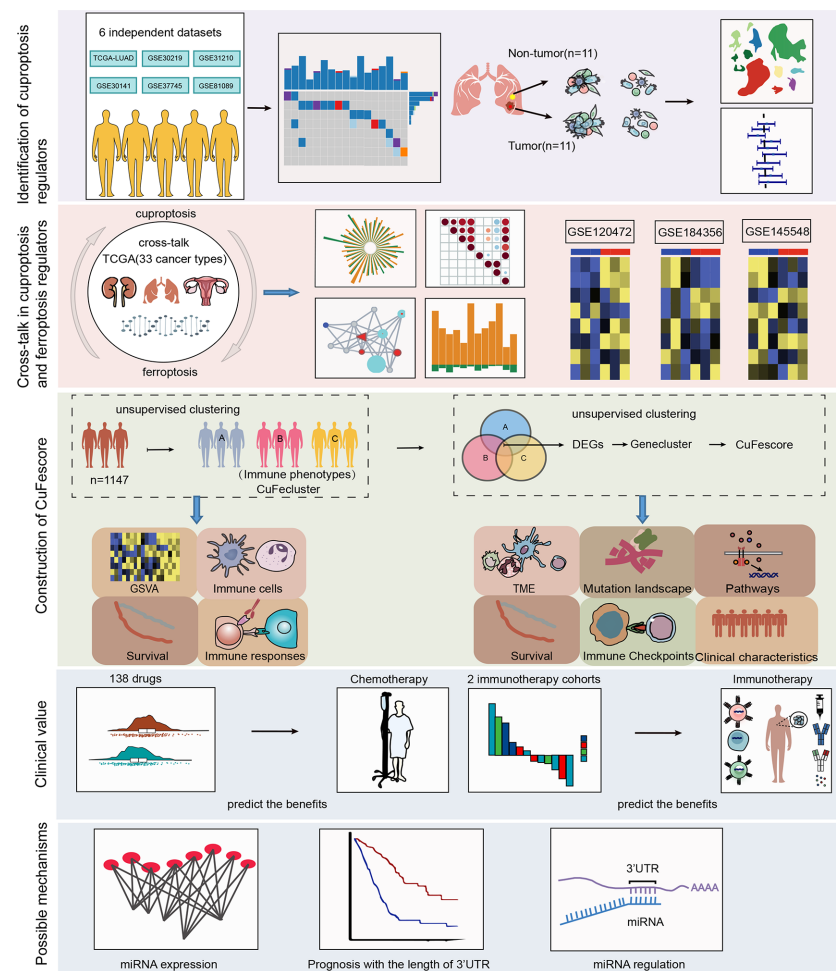 Identification of cuproptosis
regulators
6 independent datasets
TCGA-LUAD GSE30219 GSE31210
GSE30141 GSE37745 GSE81089
Non-tumor(n=11)
Tumor(n=11)
Cross-talk in cuproptosis
and ferroptosis regulators
cuproptosis
cross-talk
TCGA(33 cancer types)
ferroptosis
GSE120472 GSE184356 GSE145548
Construction of CuFescore
unsupervised clustering
A B C
n=1147
(Immune phenotypes)
CuFecluster
unsupervised clustering
A
B C
DEGs Genecluster CuFescore
GSVA Immune cells
Survival Immune responses
TME Mutation landscape Pathways
Survival Immune Checkpoints Clinical characteristics
Clinical value
138 drugs
Chemotherapy
predict the benefits
2 immunotherapy cohorts
Immunotherapy
predict the benefits
Possible mechanisms
miRNA expression
Prognosis with the length of 3'UTR
3'UTR
AAAA
miRNA
miRNA regulation